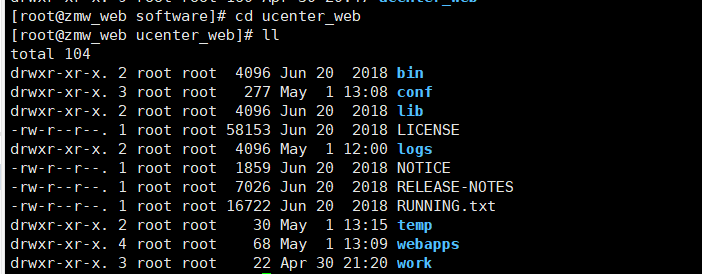 [root@zmw_web software]# cd ucenter_web
[root@zmw_web ucenter_web]# ll
total 104
drwxr-xr-x. 2 root root  4096 Jun 20  2018 bin
drwxr-xr-x. 3 root root   277 May  1 13:08 conf
drwxr-xr-x. 2 root root  4096 Jun 20  2018 lib
-rw-r--r--. 1 root root 58153 Jun 20  2018 LICENSE
drwxr-xr-x. 2 root root  4096 May  1 12:00 logs
-rw-r--r--. 1 root root  1859 Jun 20  2018 NOTICE
-rw-r--r--. 1 root root  7026 Jun 20  2018 RELEASE-NOTES
-rw-r--r--. 1 root root 16722 Jun 20  2018 RUNNING.txt
drwxr-xr-x. 2 root root    30 May  1 13:15 temp
drwxr-xr-x. 4 root root    68 May  1 13:09 webapps
drwxr-xr-x. 3 root root    22 Apr 30 21:20 work